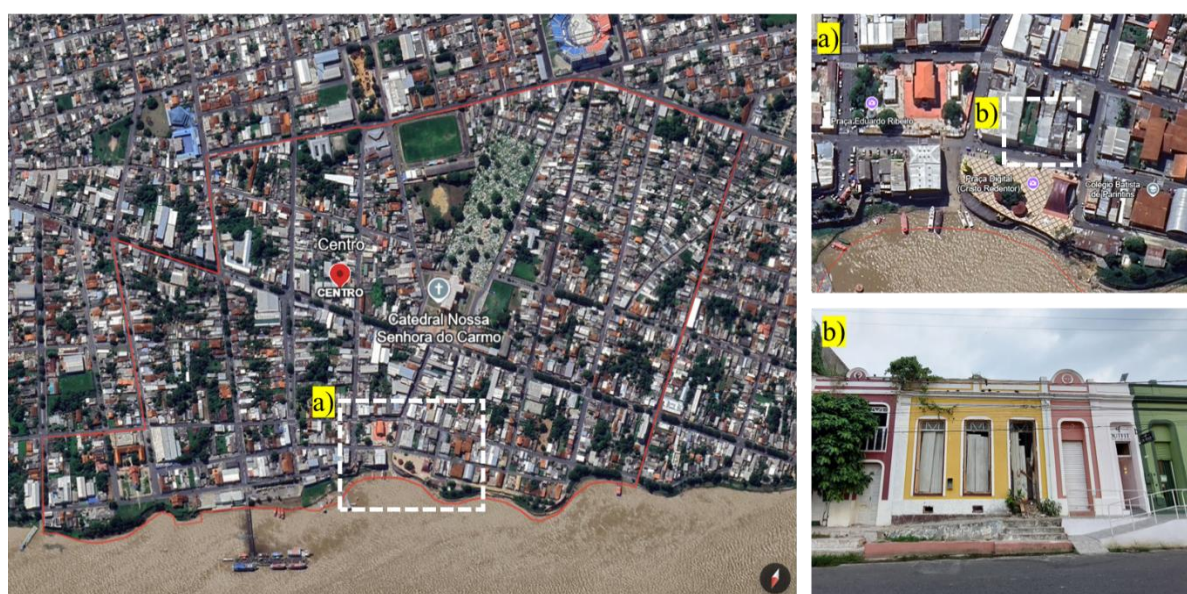 Centro
CENTRO
Catedral Nossa
Senhora do Carmo
a)
a)
Praça Eduardo Ribeiro
b)
Praça Digital
(Cristo Redentor)
Colégio Batista
de Parintins
b)